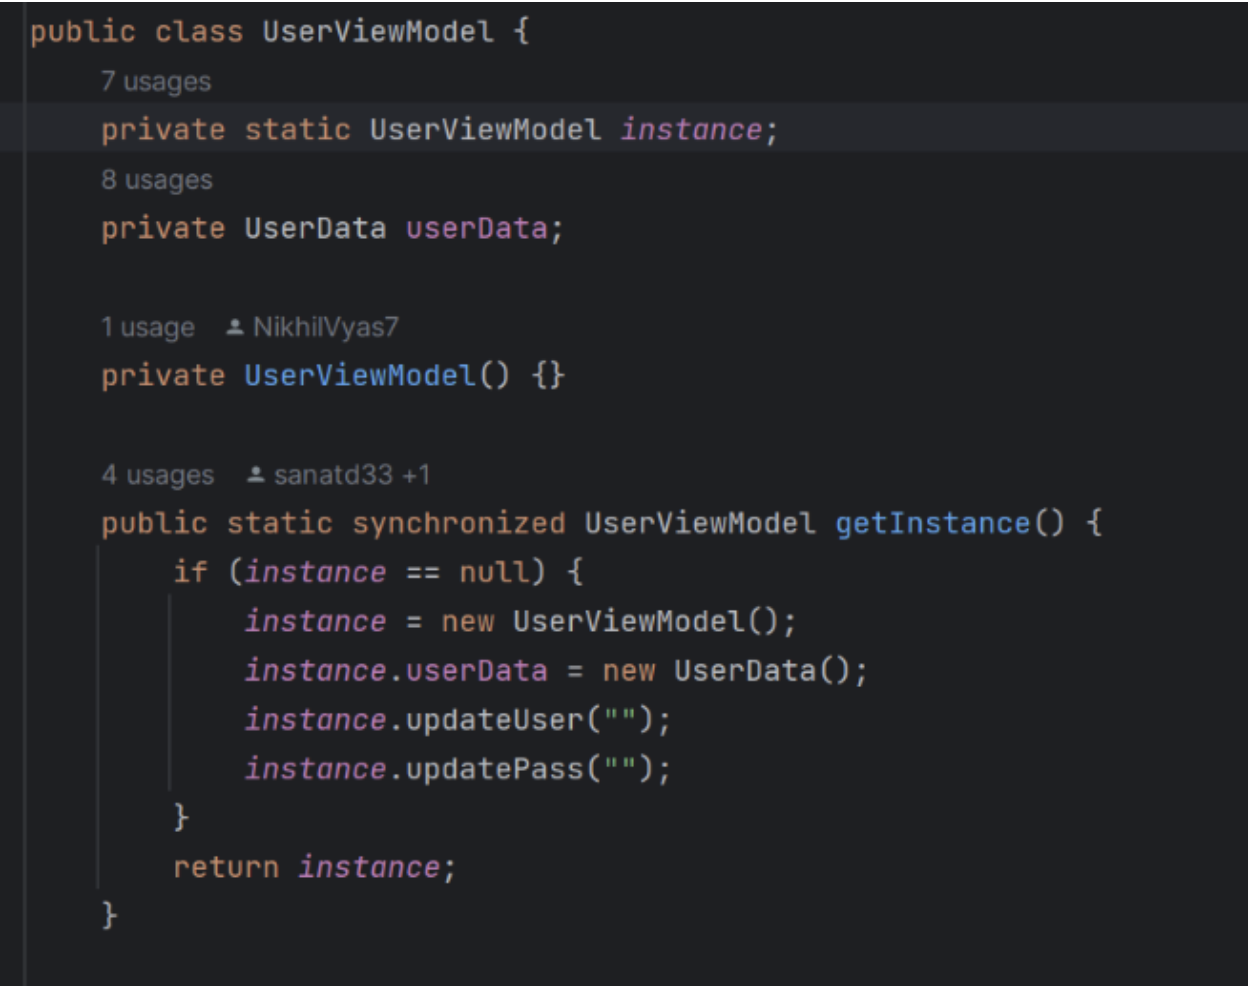 public class UserViewModel {
7 usages
private static UserViewModel instance;
8 usages
private UserData userData;
1 usage NikhilVyas7
private UserViewModel() {}
4 usages sanatd33 +1
public static synchronized UserViewModel getInstance() {
if (instance == null) {
instance = new UserViewModel();
instance.userData = new UserData();
instance.updateUser("");
instance.updatePass("");
}
return instance;
}